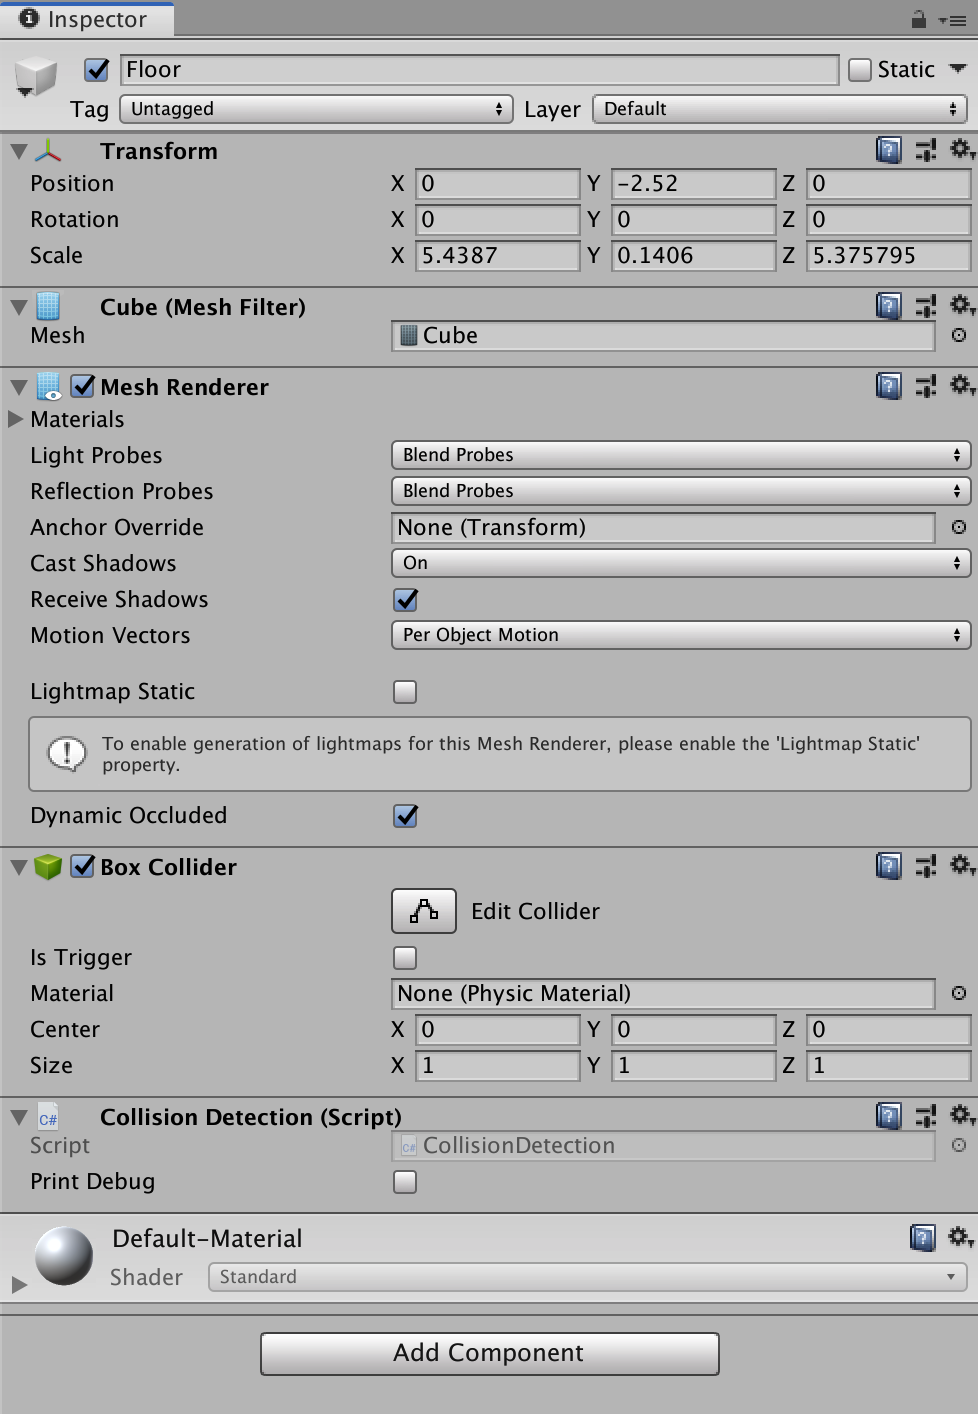 Inspector
Floor Static
Tag Untagged Layer Default
Transform
Position X 0 Y -2.52 Z 0
Rotation X 0 Y 0 Z 0
Scale X 5.4387 Y 0.1406 Z 5.375795
Cube (Mesh Filter)
Mesh Cube
Mesh Renderer
Materials
Light Probes Blend Probes
Reflection Probes Blend Probes
Anchor Override None (Transform)
Cast Shadows On
Receive Shadows
Motion Vectors Per Object Motion
Lightmap Static
To enable generation of lightmaps for this Mesh Renderer, please enable the 'Lightmap Static'
property.
Dynamic Occluded
Box Collider
Edit Collider
Is Trigger
Material None (Physic Material)
Center X 0 Y 0 Z 0
Size X 1 Y 1 Z 1
C# Collision Detection (Script)
Script C# CollisionDetection
Print Debug
Default-Material
Shader Standard
Add Component